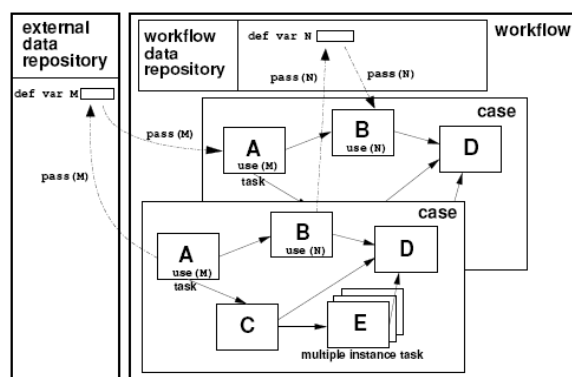 external
data
repository
def var M
pass(M)
pass(M)
workflow
data
repository
def var N
workflow
pass(N)
pass(N)
case
A
use(M)
task
B
use(N)
D
case
A
use(M)
task
B
use(N)
D
C
E
multiple instance task